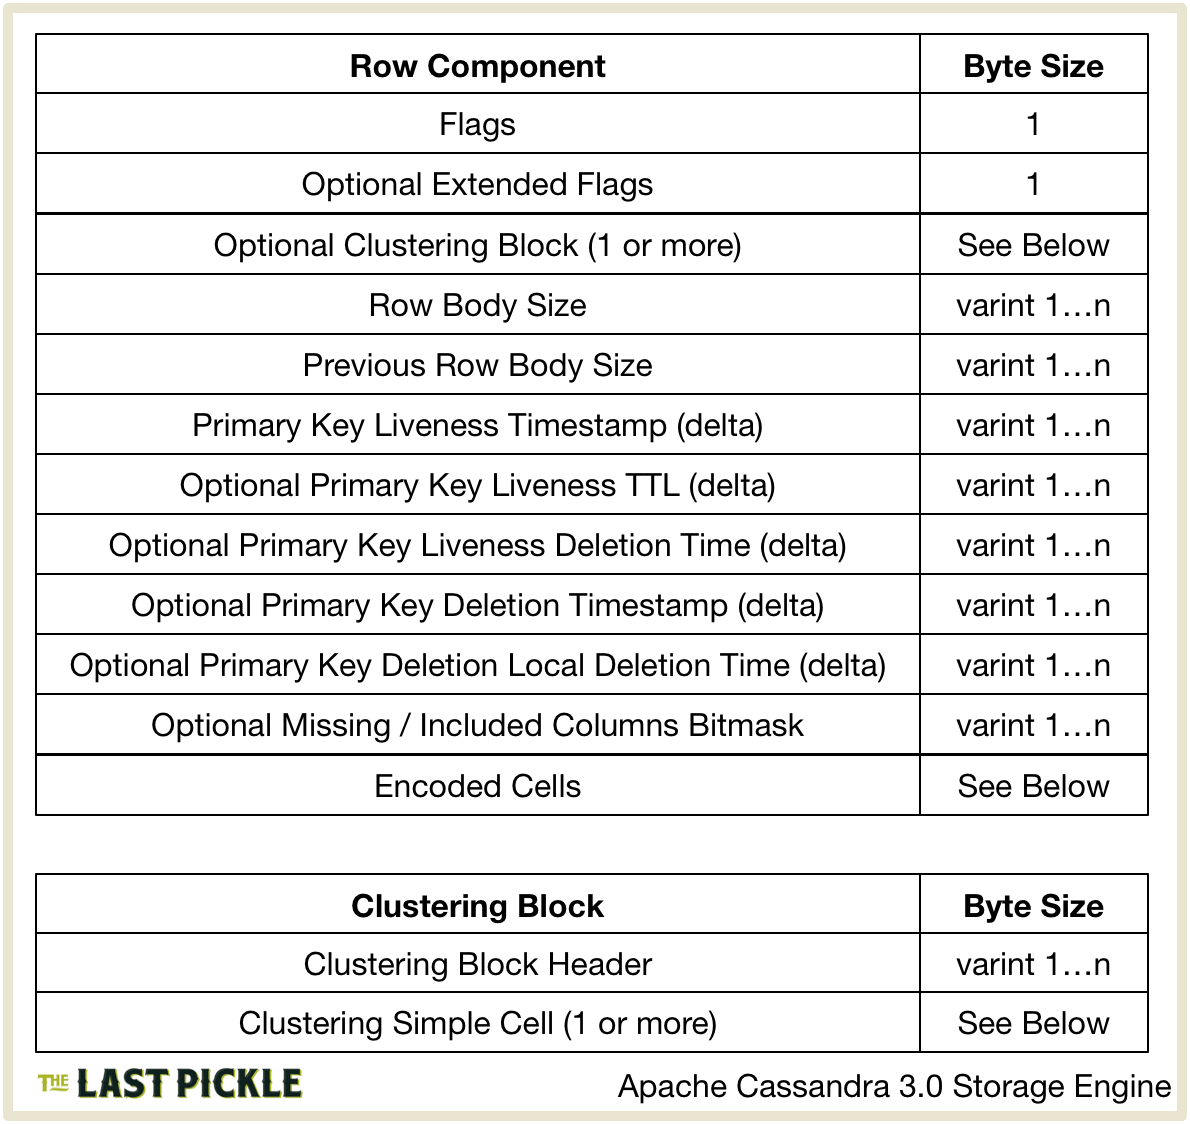 Row Component Byte Size
Flags 1
Optional Extended Flags 1
Optional Clustering Block (1 or more) See Below
Row Body Size varint 1…n
Previous Row Body Size varint 1…n
Primary Key Liveness Timestamp (delta) varint 1…n
Optional Primary Key Liveness TTL (delta) varint 1…n
Optional Primary Key Liveness Deletion Time (delta) varint 1…n
Optional Primary Key Deletion Timestamp (delta) varint 1…n
Optional Primary Key Deletion Local Deletion Time (delta) varint 1…n
Optional Missing / Included Columns Bitmask varint 1…n
Encoded Cells See Below
Clustering Block Byte Size
Clustering Block Header varint 1…n
Clustering Simple Cell (1 or more) See Below
THE LAST PICKLE Apache Cassandra 3.0 Storage Engine